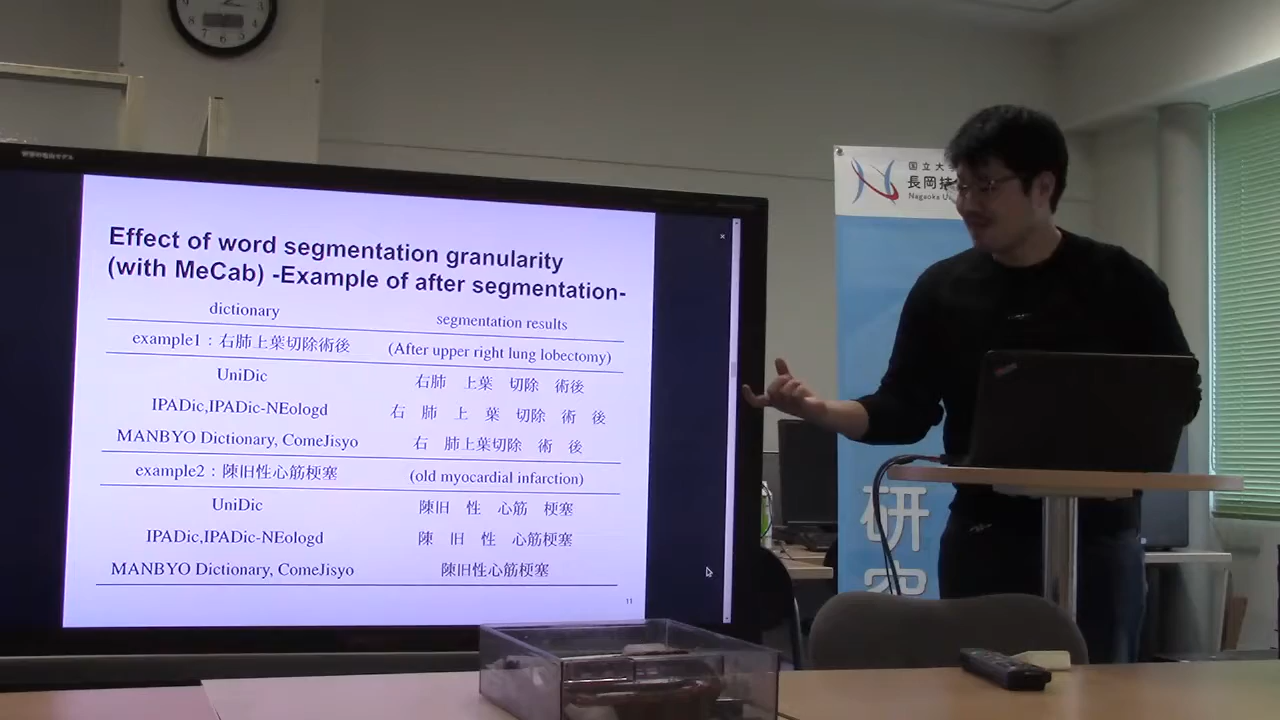 Effect of word segmentation granularity
(with MeCab) -Example of after segmentation-
dictionary segmentation results
example1：右肺上葉切除術後 (After upper right lung lobectomy)
UniDic 右肺 上葉 切除 術後
IPADic,IPADic-NEologd 右 肺 上 葉 切除 術 後
MANBYO Dictionary, ComeJisyo 右 肺上葉切除 術 後
example2：陳旧性心筋梗塞 (old myocardial infarction)
UniDic 陳旧 性 心筋 梗塞
IPADic,IPADic-NEologd 陳 旧 性 心筋梗塞
MANBYO Dictionary, ComeJisyo 陳旧性心筋梗塞
11
国立大
長岡技
Nagaoka
研
究